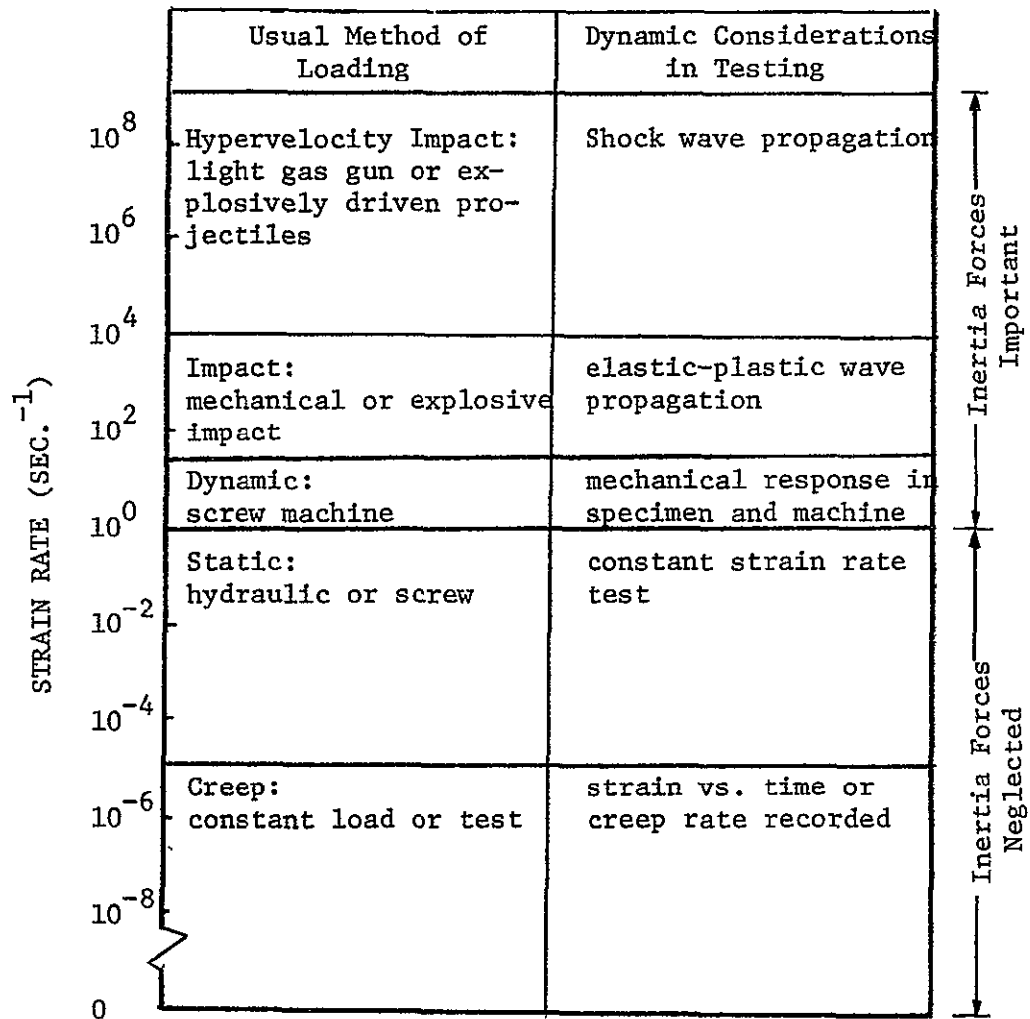 Usual Method of
Loading
Dynamic Considerations
in Testing
10^8
Hypervelocity Impact:
light gas gun or ex-
plosively driven pro-
jectiles
Shock wave propagation
10^6
10^4
Impact:
mechanical or explosive
impact
elastic-plastic wave
propagation
10^2
Dynamic:
screw machine
mechanical response in
specimen and machine
10^0
Static:
hydraulic or screw
constant strain rate
test
10^-2
10^-4
Creep:
constant load or test
strain vs. time or
creep rate recorded
10^-6
10^-8
0
STRAIN RATE (SEC.^-1)
Inertia Forces
Important
Inertia Forces
Neglected